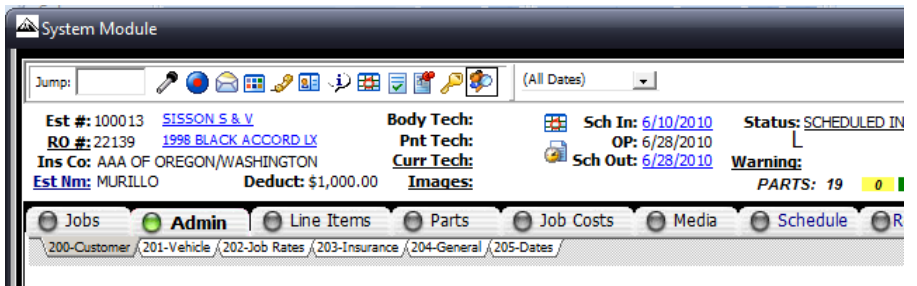 System Module
Jump: (All Dates)
Est #: 100013 SISSON S & V Body Tech: Sch In: 6/10/2010 Status: SCHEDULED IN
RO #: 22139 1998 BLACK ACCORD LX Pnt Tech: OP: 6/28/2010
Ins Co: AAA OF OREGON/WASHINGTON Curr Tech: Sch Out: 6/28/2010 Warning:
Est Nm: MURILLO Deduct: $1,000.00 Images: PARTS: 19 0
Jobs Admin Line Items Parts Job Costs Media Schedule R
200-Customer 201-Vehicle 202-Job Rates 203-Insurance 204-General 205-Dates